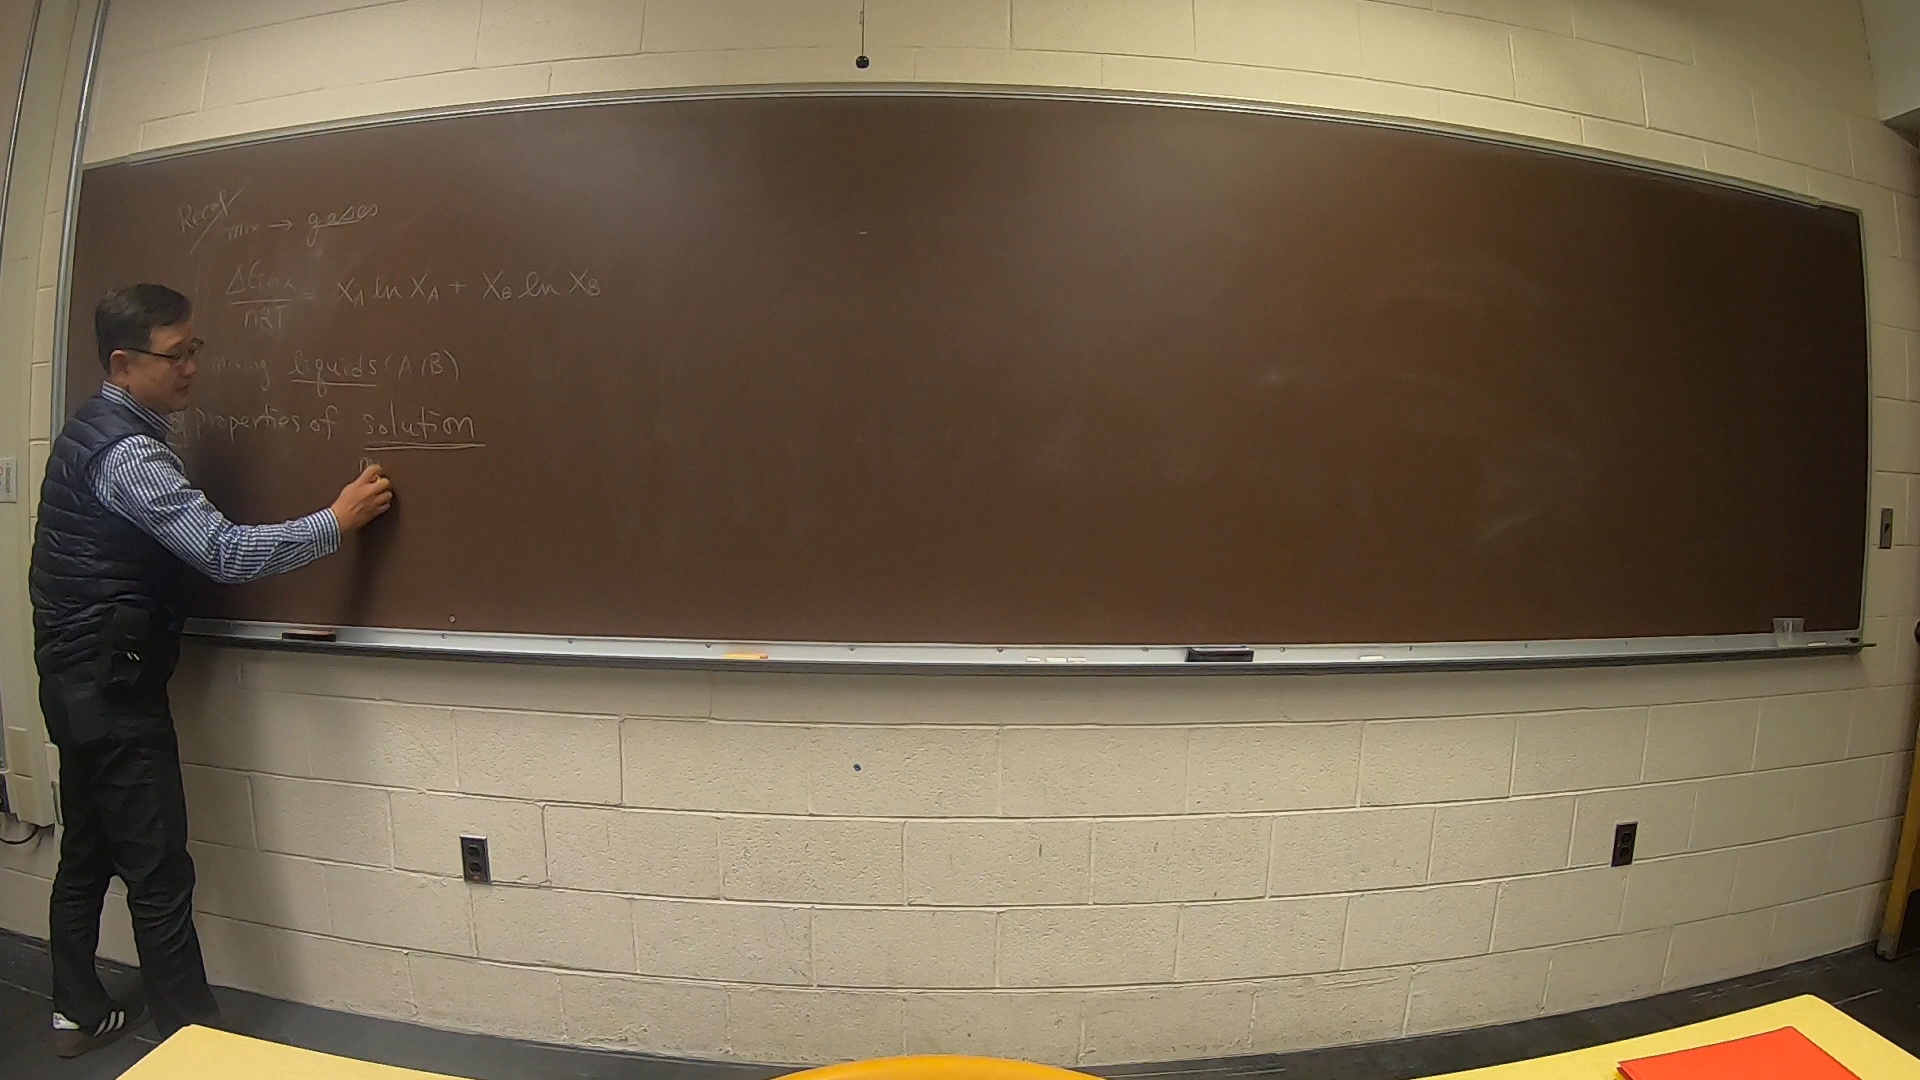 Recap
mix → gases
ΔGmix/nRT = XA ln XA + XB ln XB
mixing liquids (A/B)
Properties of solution